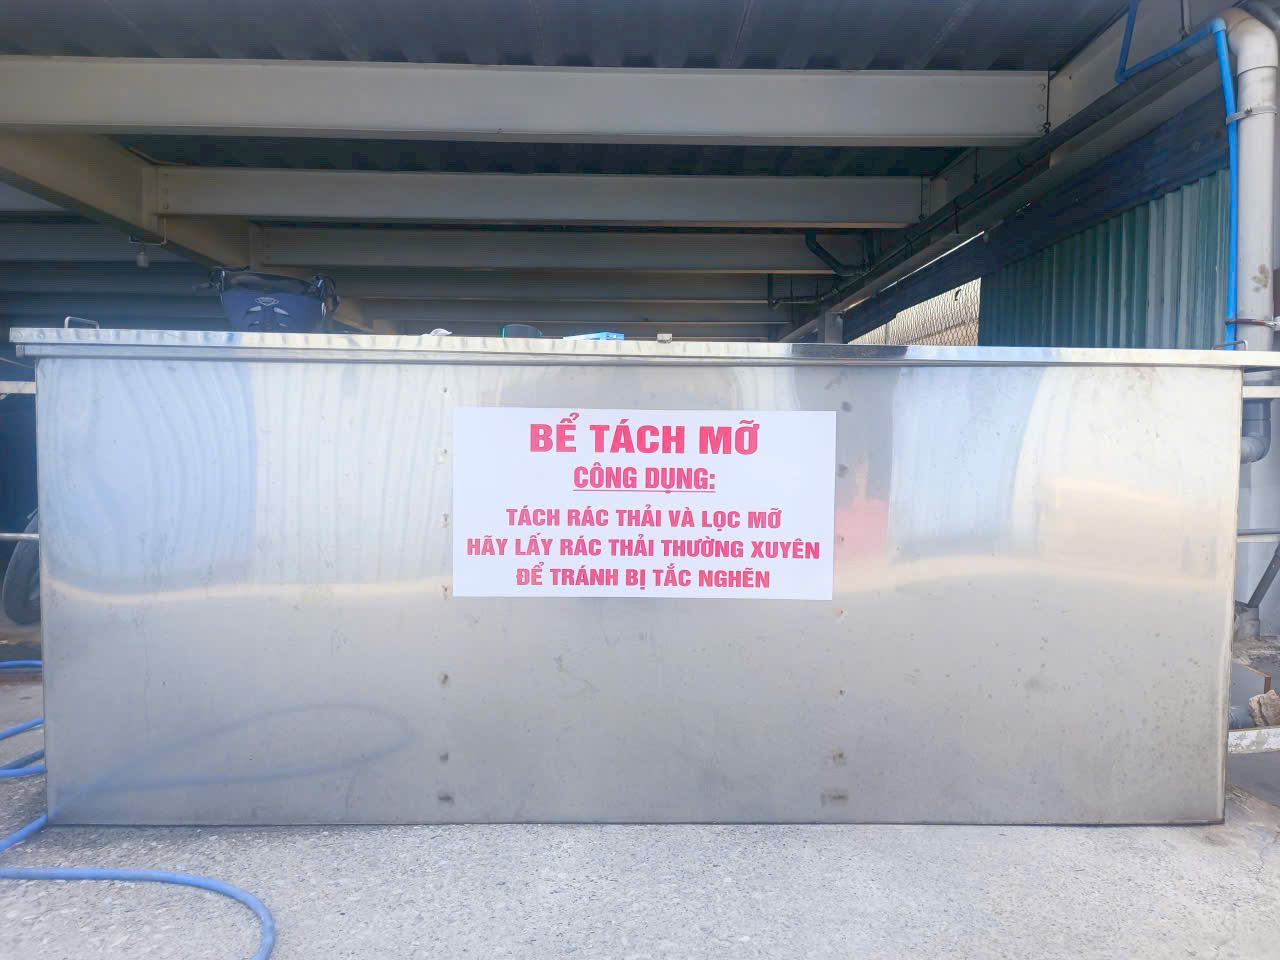 BỂ TÁCH MỠ
CÔNG DỤNG:
TÁCH RÁC THẢI VÀ LỌC MỠ
HÃY LẤY RÁC THẢI THƯỜNG XUYÊN
ĐỂ TRÁNH BỊ TẮC NGHẼN